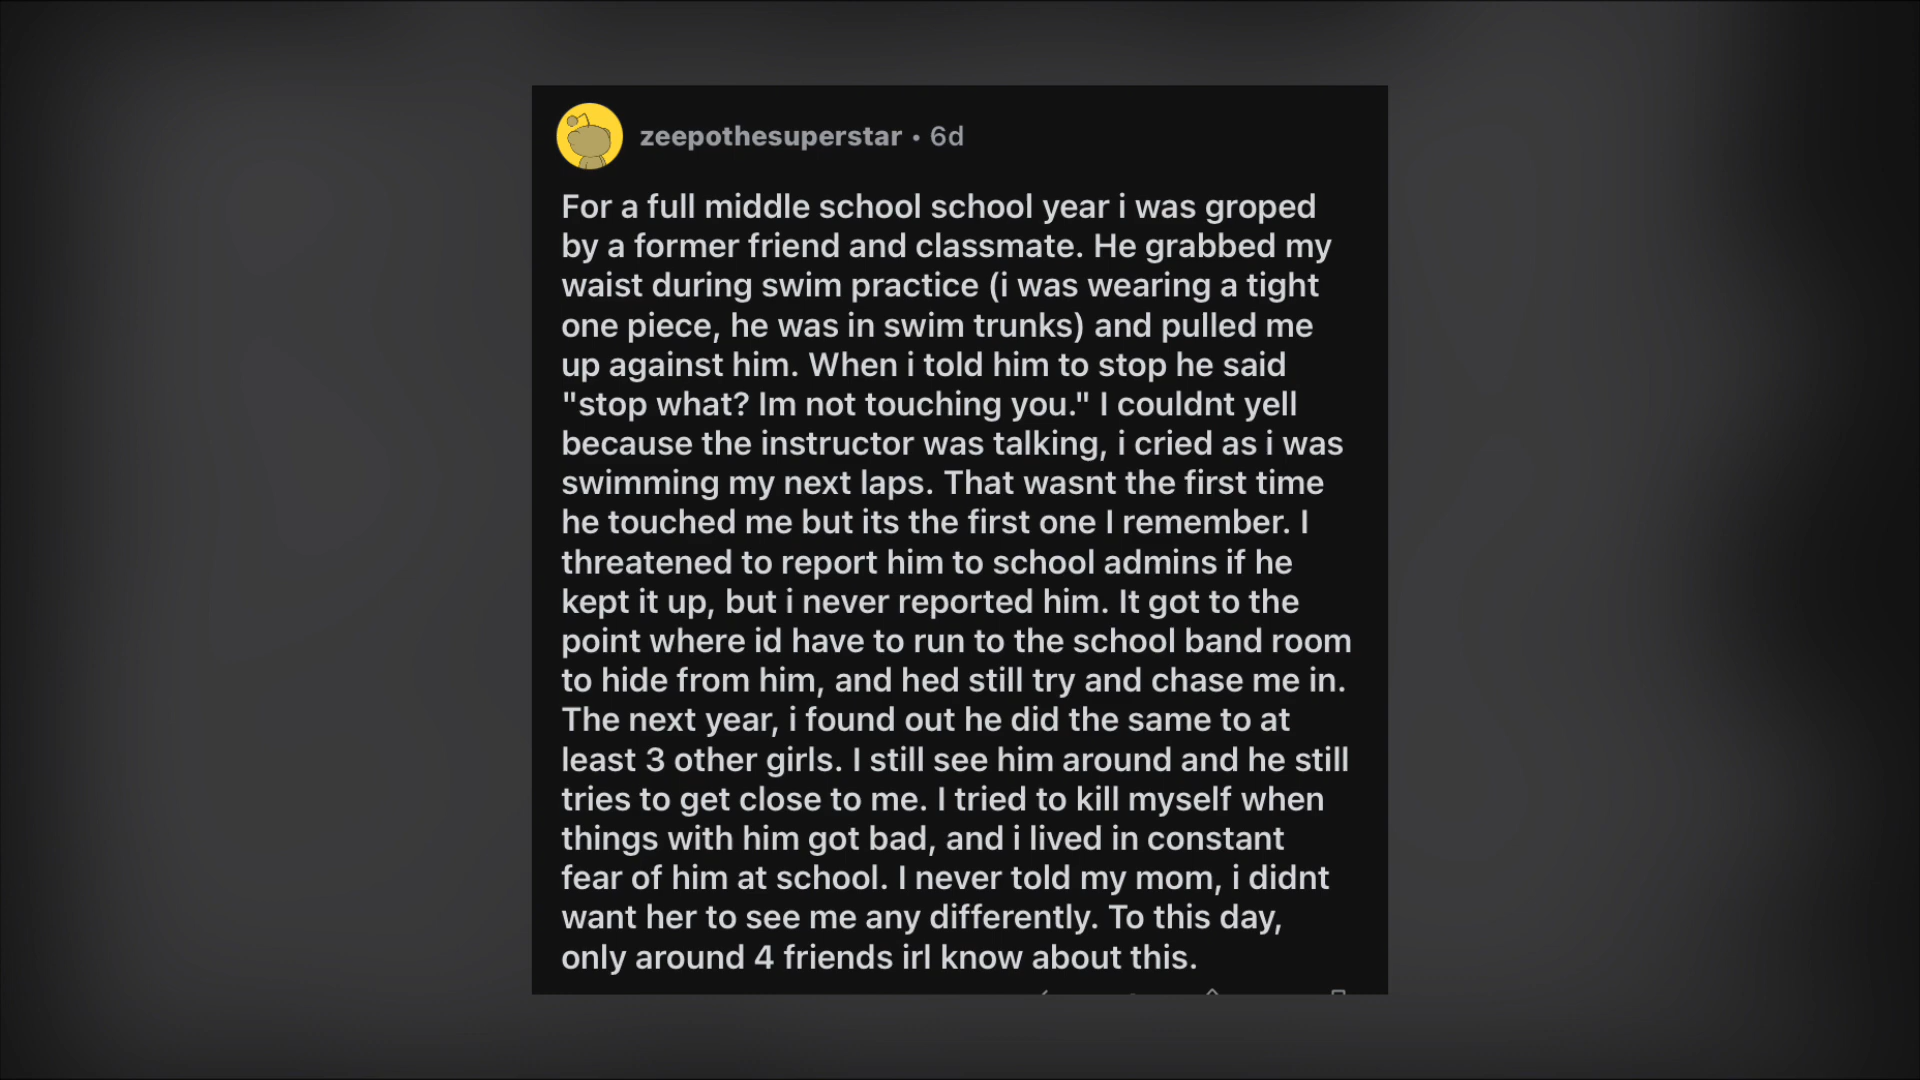 zeepothesuperstar • 6d
For a full middle school school year i was groped
by a former friend and classmate. He grabbed my
waist during swim practice (i was wearing a tight
one piece, he was in swim trunks) and pulled me
up against him. When i told him to stop he said
"stop what? Im not touching you." I couldnt yell
because the instructor was talking, i cried as i was
swimming my next laps. That wasnt the first time
he touched me but its the first one I remember. I
threatened to report him to school admins if he
kept it up, but i never reported him. It got to the
point where id have to run to the school band room
to hide from him, and hed still try and chase me in.
The next year, i found out he did the same to at
least 3 other girls. I still see him around and he still
tries to get close to me. I tried to kill myself when
things with him got bad, and i lived in constant
fear of him at school. I never told my mom, i didnt
want her to see me any differently. To this day,
only around 4 friends irl know about this.